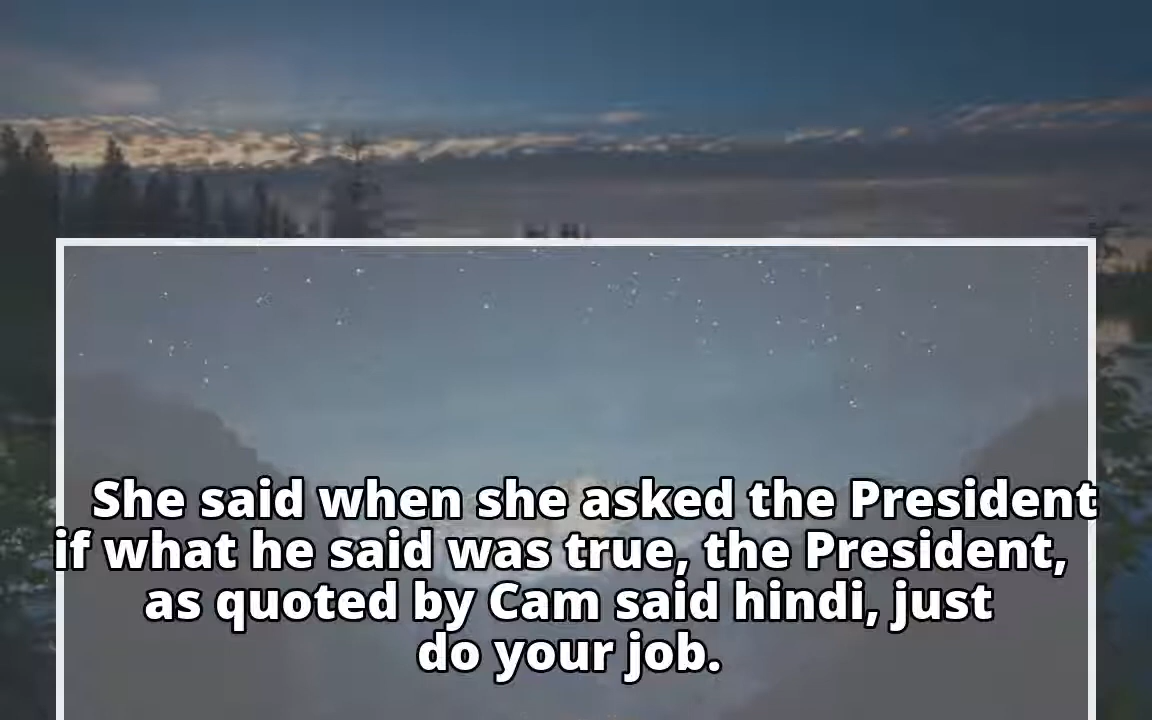 She said when she asked the President
if what he said was true, the President,
as quoted by Cam said hindi, just
do your job.